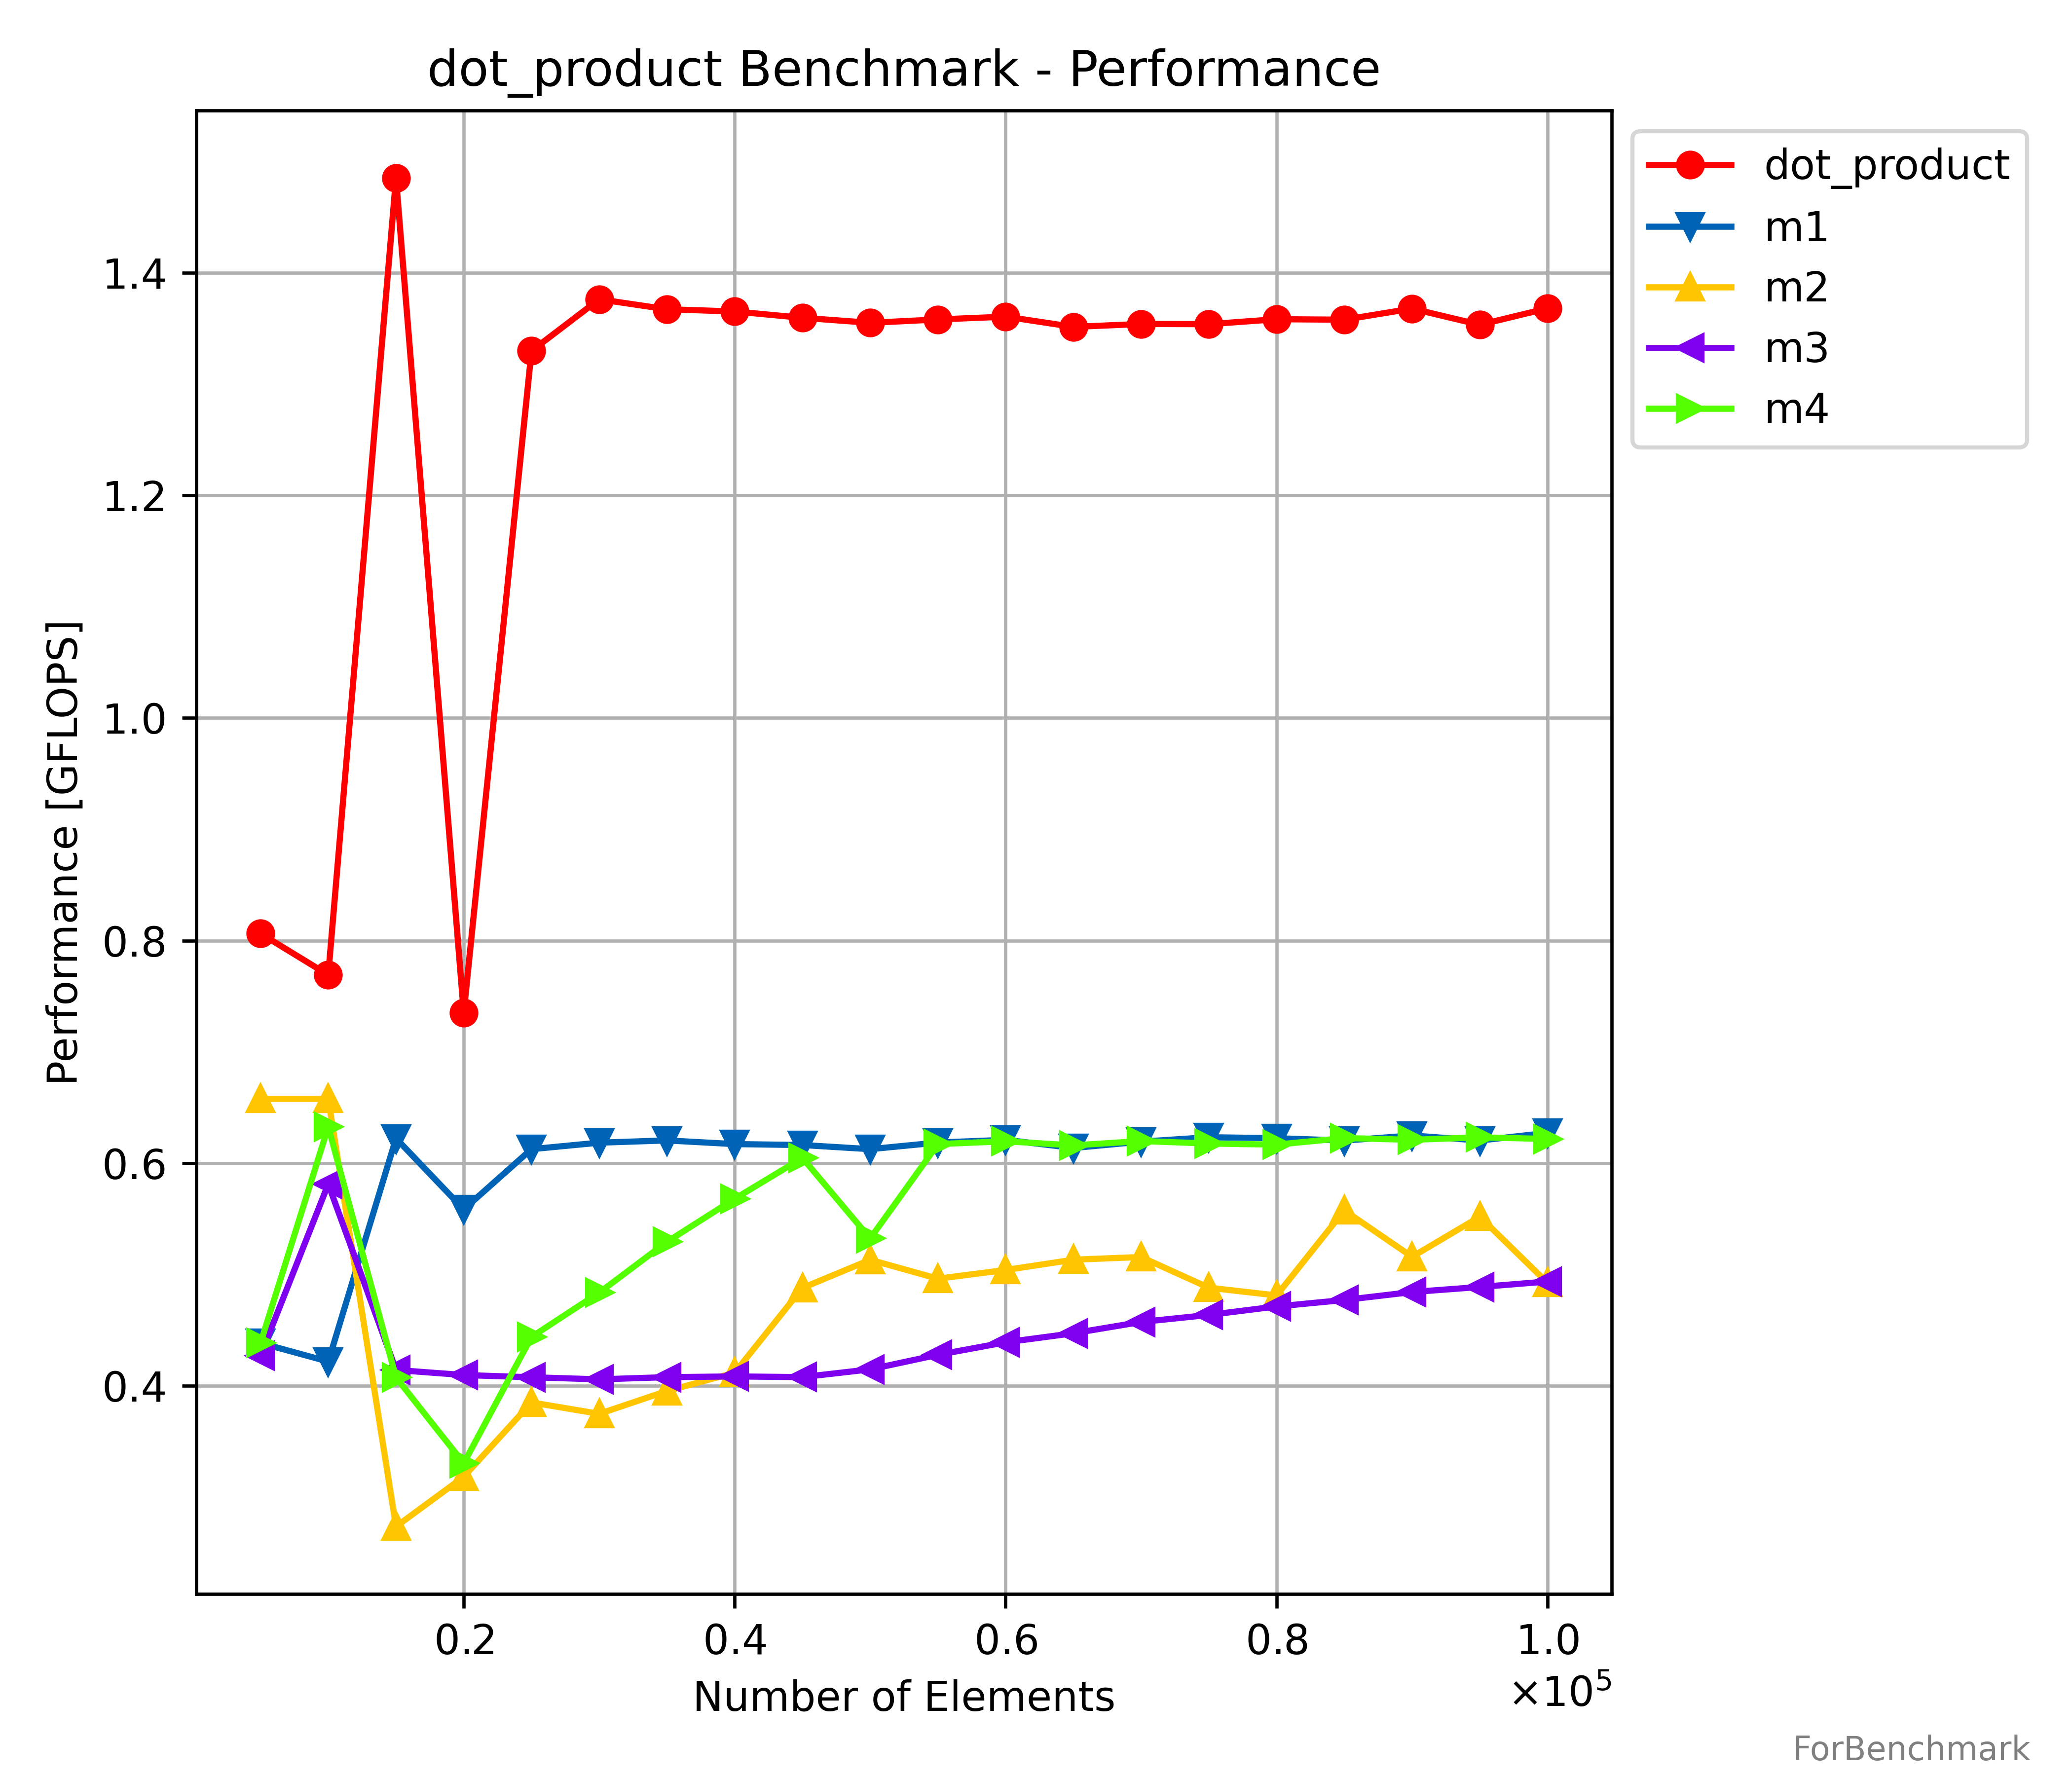 dot_product Benchmark - Performance
dot_product
m1
m2
m3
m4
Performance [GFLOPS]
1.4
1.2
1.0
0.8
0.6
0.4
0.2 0.4 0.6 0.8 1.0
×10⁵
Number of Elements
ForBenchmark